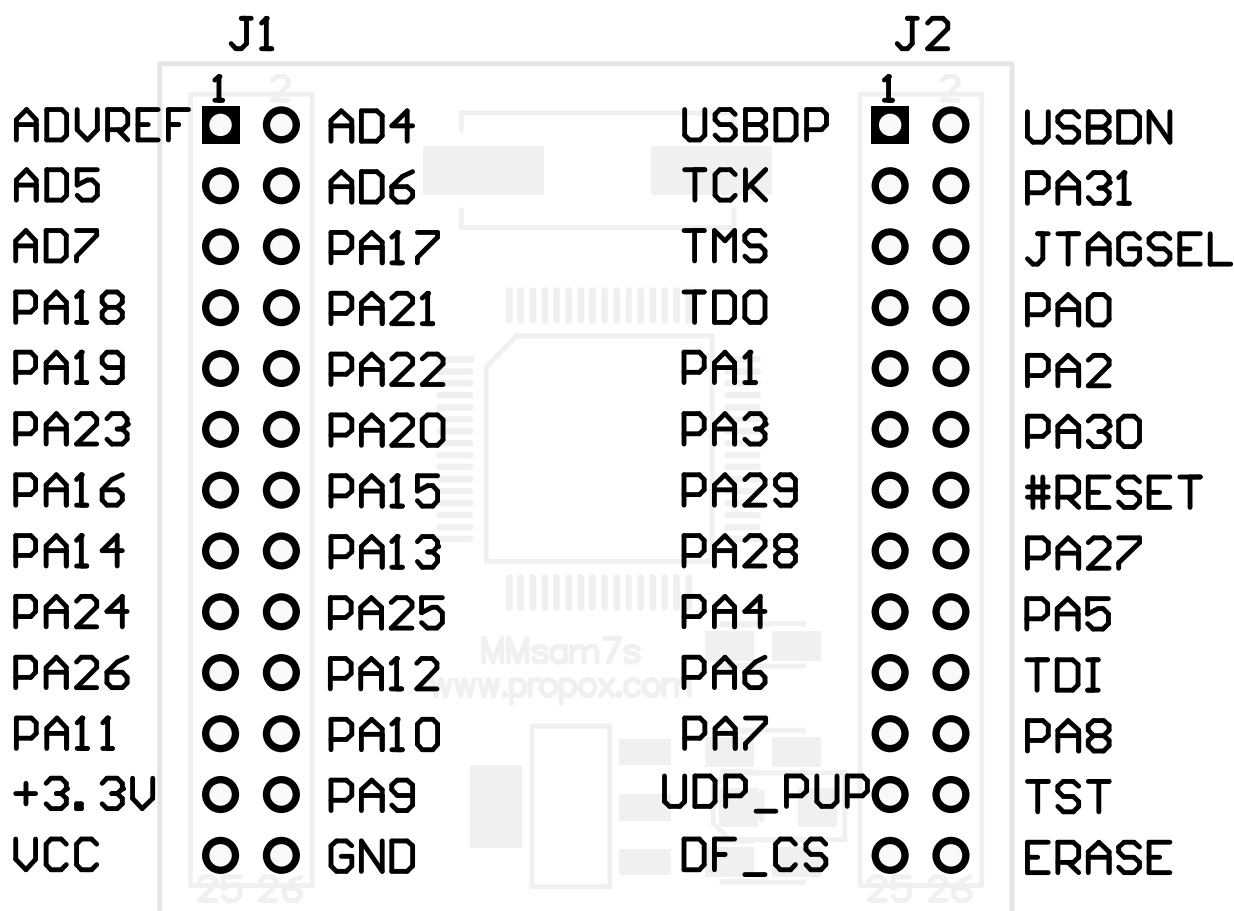 J1 J2
1 2 1 2
ADVREF AD4 USBDP USBDN
AD5 AD6 TCK PA31
AD7 PA17 TMS JTAGSEL
PA18 PA21 TDO PA0
PA19 PA22 PA1 PA2
PA23 PA20 PA3 PA30
PA16 PA15 PA29 #RESET
PA14 PA13 PA28 PA27
PA24 PA25 PA4 PA5
MMsam7s
PA26 PA12 PA6 TDI
www.propox.com
PA11 PA10 PA7 PA8
+3.3V PA9 UDP_PUP TST
VCC GND DF_CS ERASE
25 26 25 26